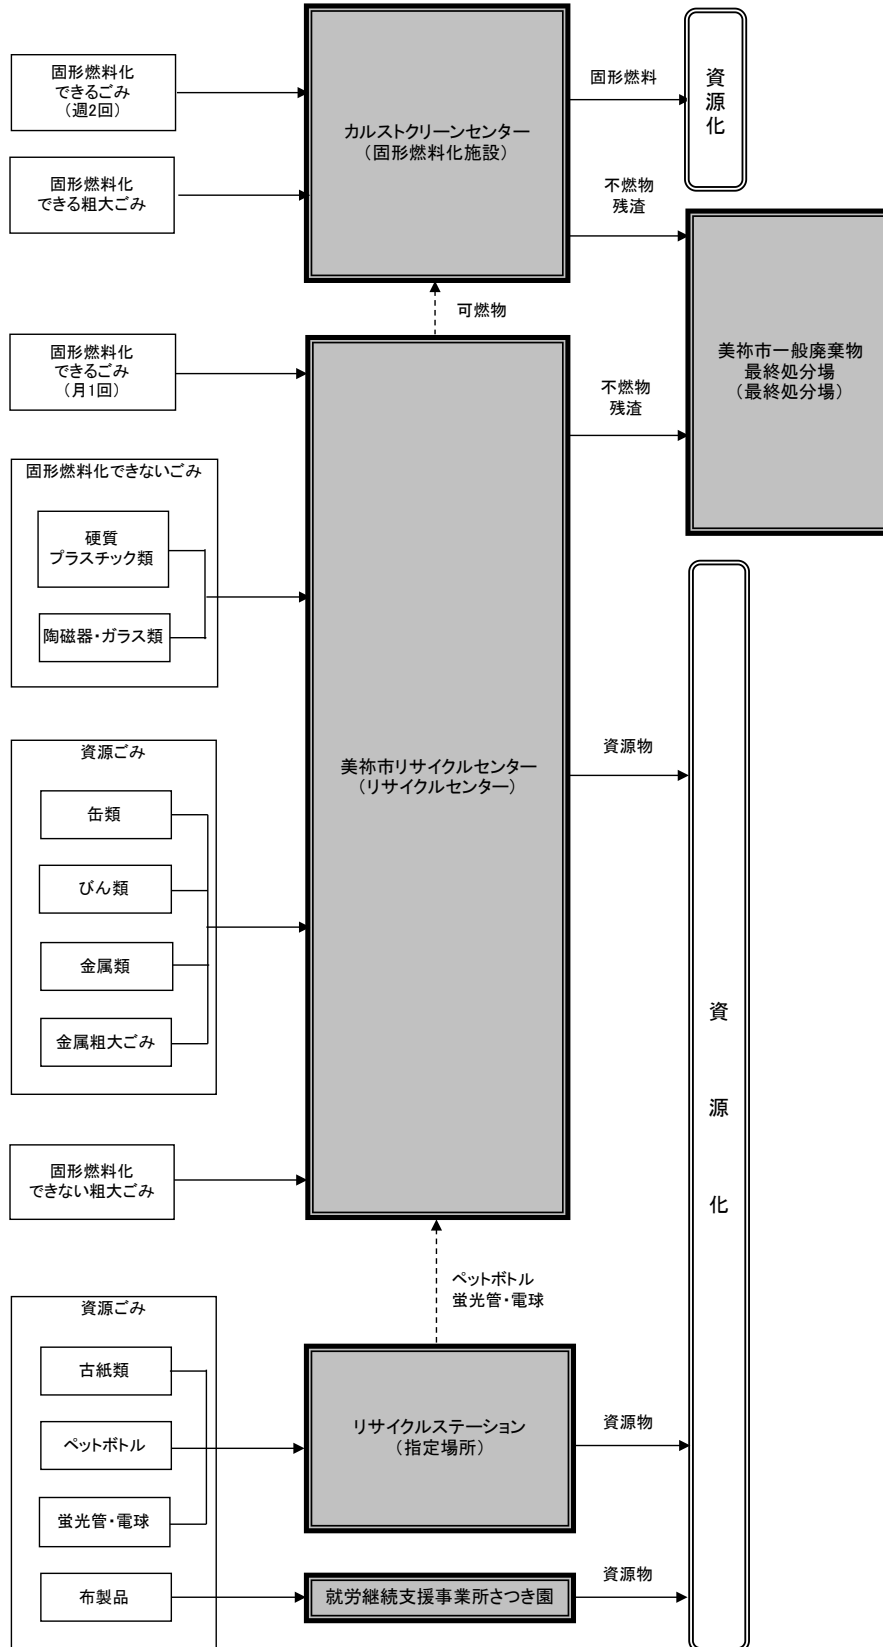 固形燃料化
できるごみ
（週2回）
カルストクリーンセンター
（固形燃料化施設）
固形燃料
資
源
化
固形燃料化
できる粗大ごみ
不燃物
残渣
可燃物
固形燃料化
できるごみ
（月1回）
美祢市一般廃棄物
最終処分場
（最終処分場）
不燃物
残渣
固形燃料化できないごみ
硬質
プラスチック類
陶磁器・ガラス類
資源ごみ
缶類
びん類
金属類
金属粗大ごみ
美祢市リサイクルセンター
（リサイクルセンター）
資源物
固形燃料化
できない粗大ごみ
資
源
化
ペットボトル
蛍光管・電球
資源ごみ
古紙類
ペットボトル
蛍光管・電球
布製品
リサイクルステーション
（指定場所）
資源物
就労継続支援事業所さつき園
資源物